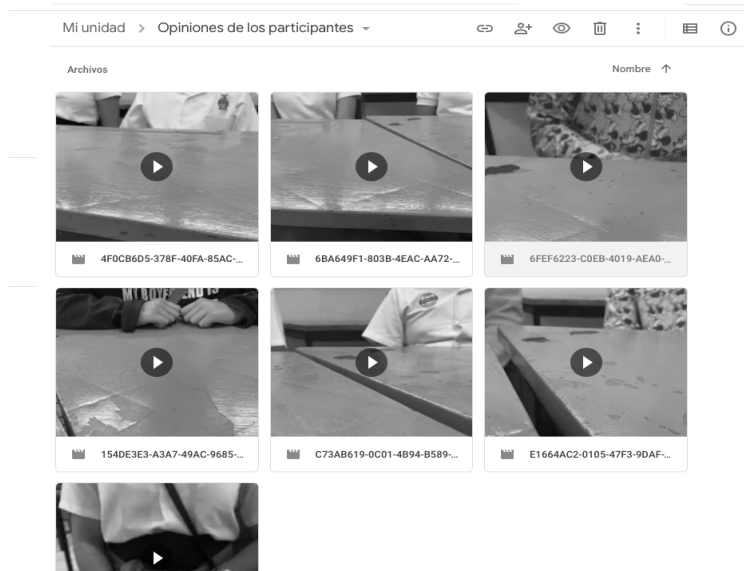 Mi unidad > Opiniones de los participantes
Archivos
Nombre ↑
4F0CB6D5-378F-40FA-85AC-...
6BA649F1-803B-4EAC-AA72-...
6FEF6223-C0EB-4019-AEA0-...
154DE3E3-A3A7-49AC-9685-...
C73AB619-0C01-4B94-B589-...
E1664AC2-0105-47F3-9DAF-...